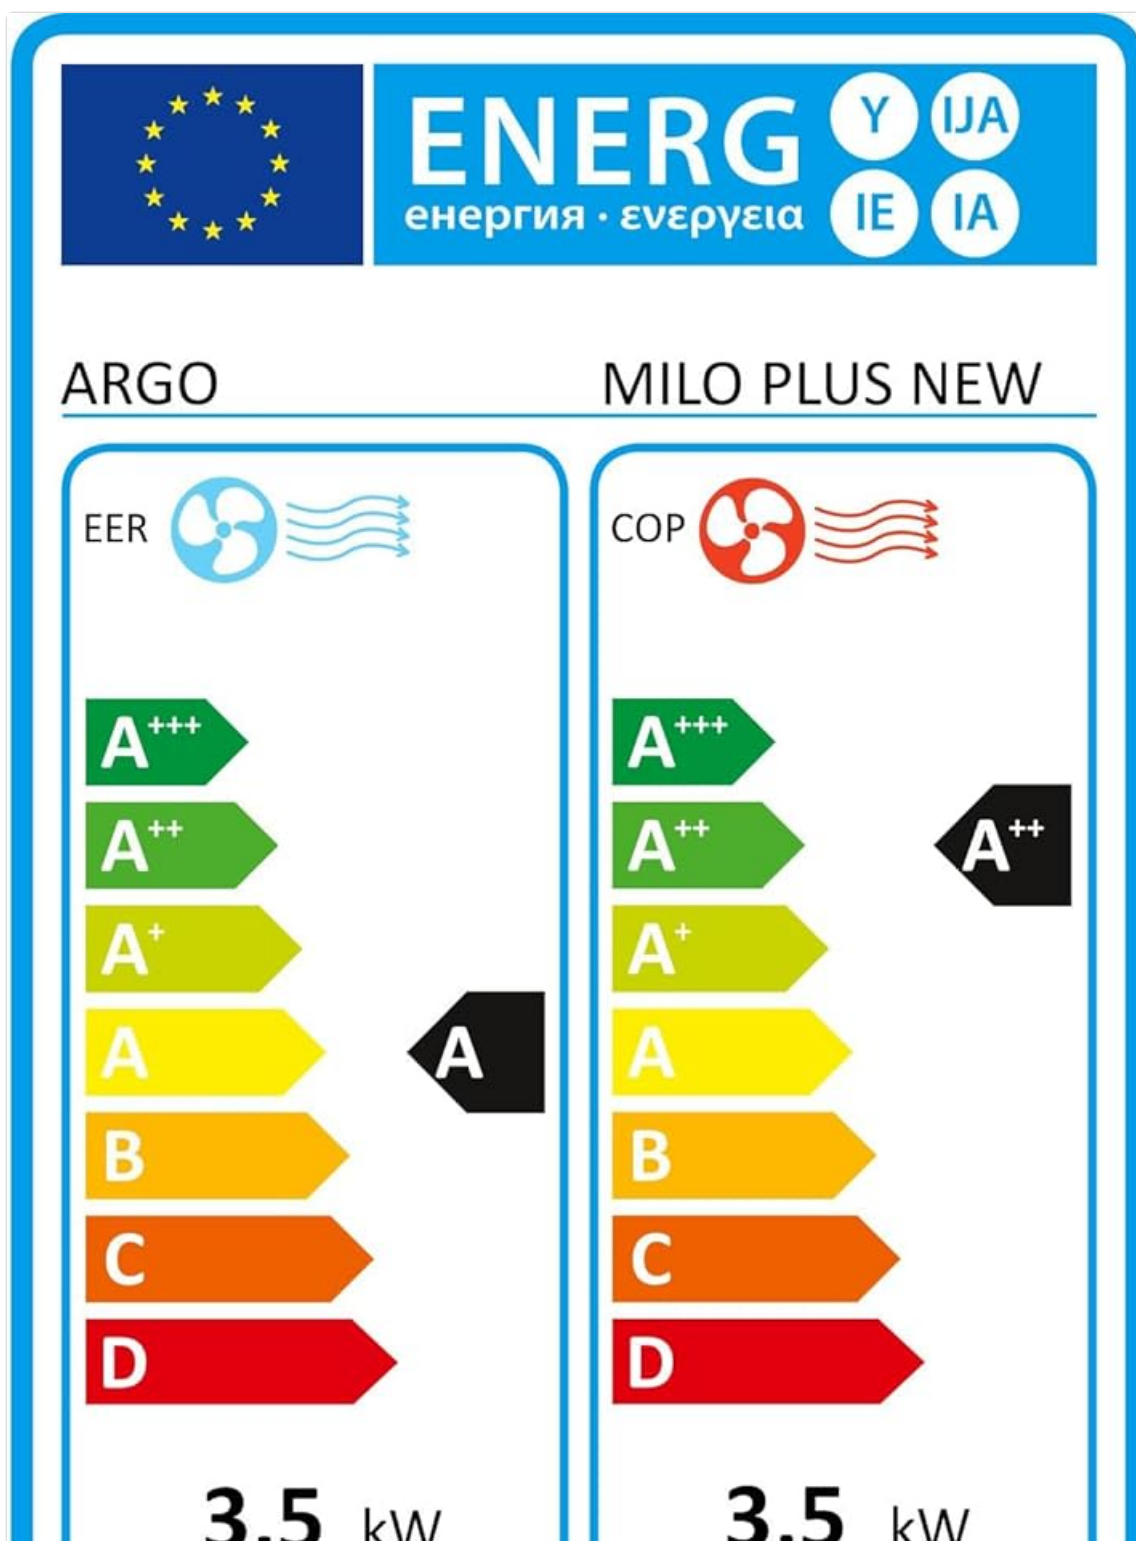 ENERG Y IJA
енергия · ενεργεια IE IA
ARGO MILO PLUS NEW
EER
A+++
A++
A+
A
A
B
C
D
3,5 kW
COP
A+++
A++
A++
A+
A
B
C
D
3,5 kW